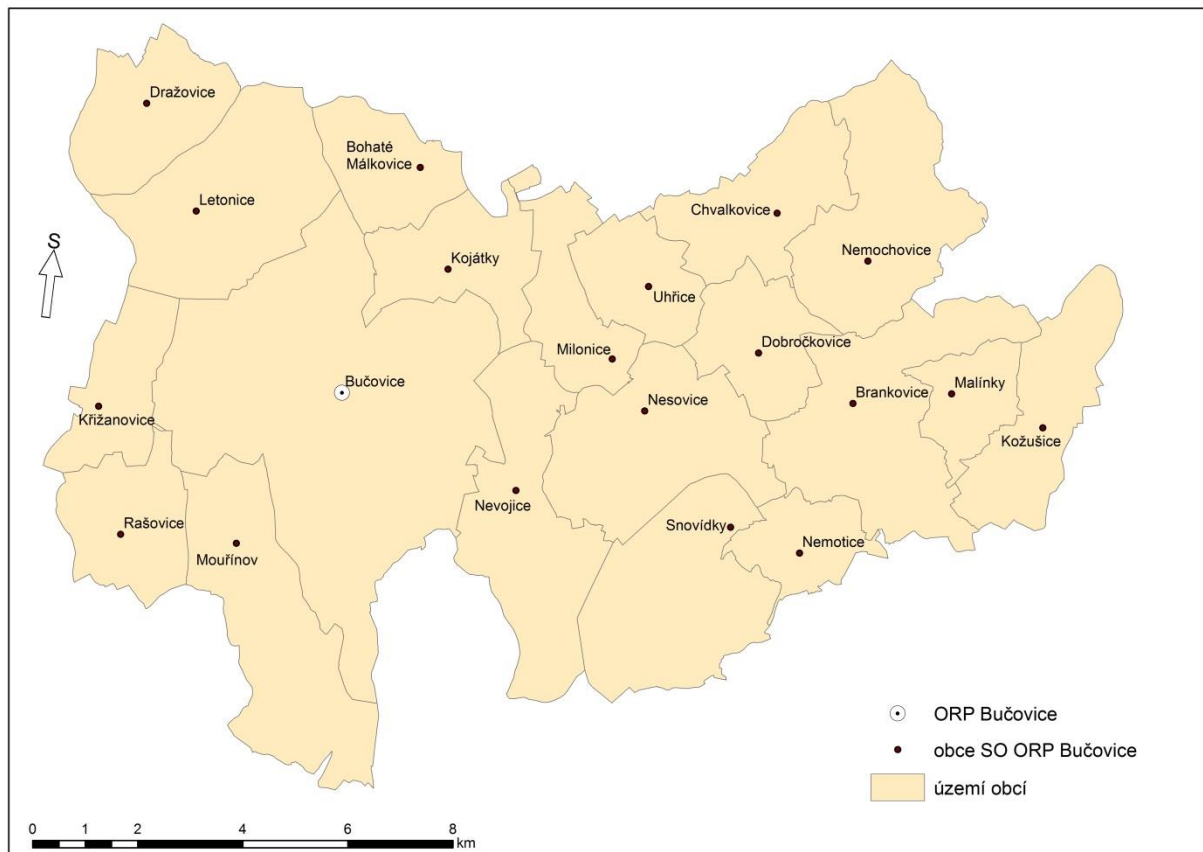 Dražovice
Bohaté
Málkovice
Letonice
Chvalkovice
S
Kojátky
Nemochovice
Uhřice
Milonice
Dobročkovice
Bučovice
Křižanovice
Nesovice
Brankovice
Malínky
Kožušice
Nevojice
Rašovice
Mouřínov
Snovídky
Nemotice
ORP Bučovice
obce SO ORP Bučovice
území obcí
0 1 2 4 6 8
km